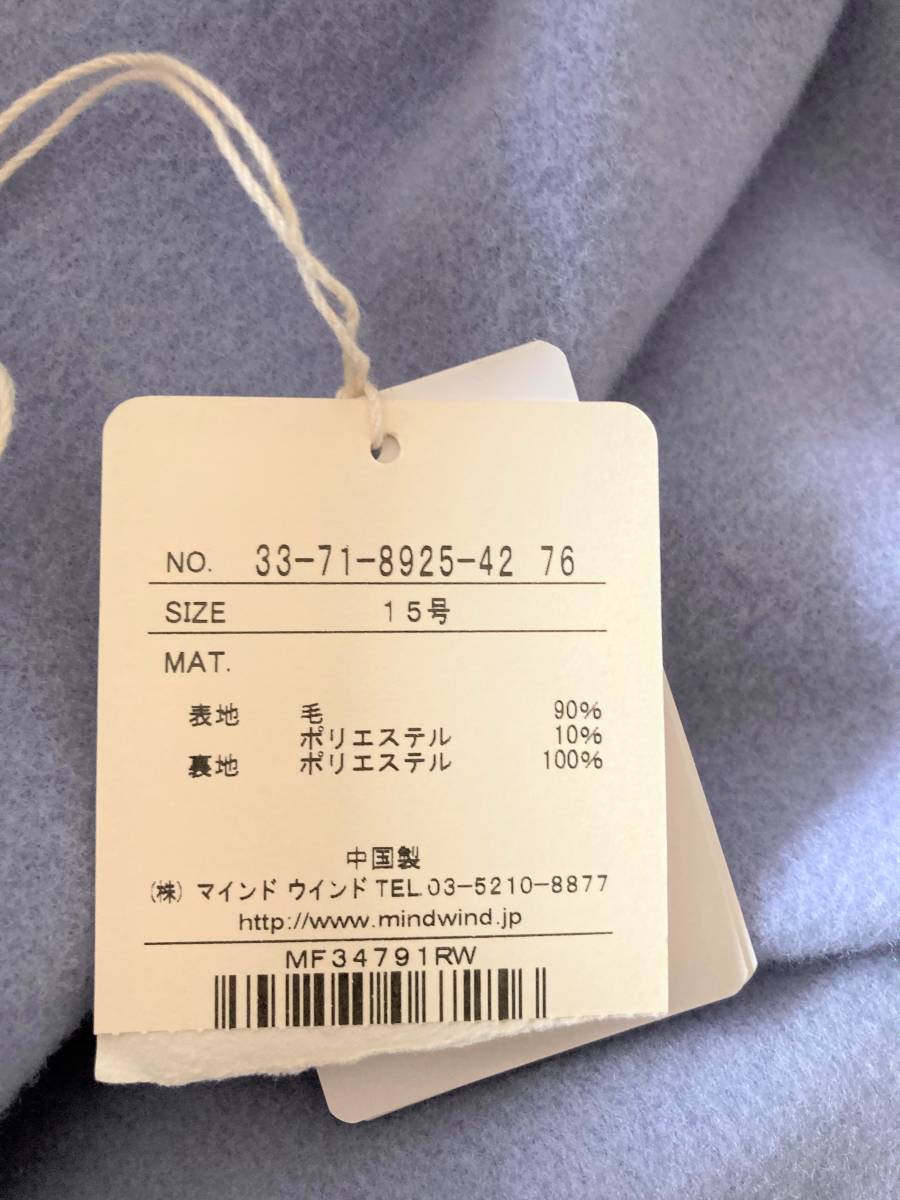 NO. 33-71-8925-42 76
SIZE 15号
MAT.
表地 毛 90%
ポリエステル 10%
裏地 ポリエステル 100%
中国製
(株) マインド ウインド TEL.03-5210-8877
http://www.mindwind.jp
MF34791RW